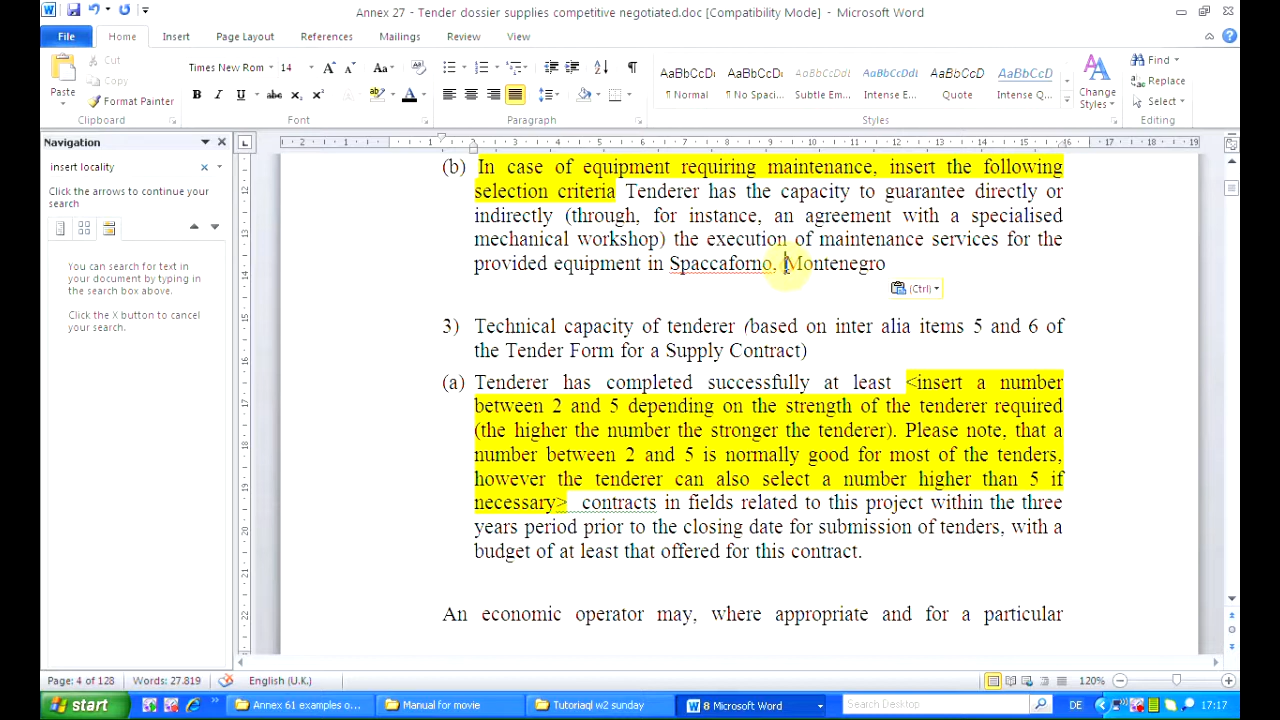 Annex 27 - Tender dossier supplies competitive negotiated.doc [Compatibility Mode] - Microsoft Word
File Home Insert Page Layout References Mailings Review View
Paste
Cut
Copy
Format Painter
Clipboard
Times New Rom 14
Font
Paragraph
AaBbCcDc AaBbCcDc AaBbCcDd AaBbCcDdI AaBbCcDd AaBbCcDd
¶ Normal ¶ No Spaci... Subtle Em... Intense E... Quote Intense Q...
Change
Styles
Styles
Find
Replace
Select
Editing
Navigation
insert locality
Click the arrows to continue your
search
You can search for text in
your document by typing in
the search box above.
Click the X button to cancel
your search.
(b) In case of equipment requiring maintenance, insert the following
selection criteria Tenderer has the capacity to guarantee directly or
indirectly (through, for instance, an agreement with a specialised
mechanical workshop) the execution of maintenance services for the
provided equipment in Spaccaforno, Montenegro
(Ctrl)
3) Technical capacity of tenderer (based on inter alia items 5 and 6 of
the Tender Form for a Supply Contract)
(a) Tenderer has completed successfully at least <insert a number
between 2 and 5 depending on the strength of the tenderer required
(the higher the number the stronger the tenderer). Please note, that a
number between 2 and 5 is normally good for most of the tenders,
however the tenderer can also select a number higher than 5 if
necessary> contracts in fields related to this project within the three
years period prior to the closing date for submission of tenders, with a
budget of at least that offered for this contract.
An economic operator may, where appropriate and for a particular
Page: 4 of 128 Words: 27.819 English (U.K.) 120%
start Annex 61 examples o... Manual for movie Tutoriaql w2 sunday 8 Microsoft Word Search Desktop DE 17:17